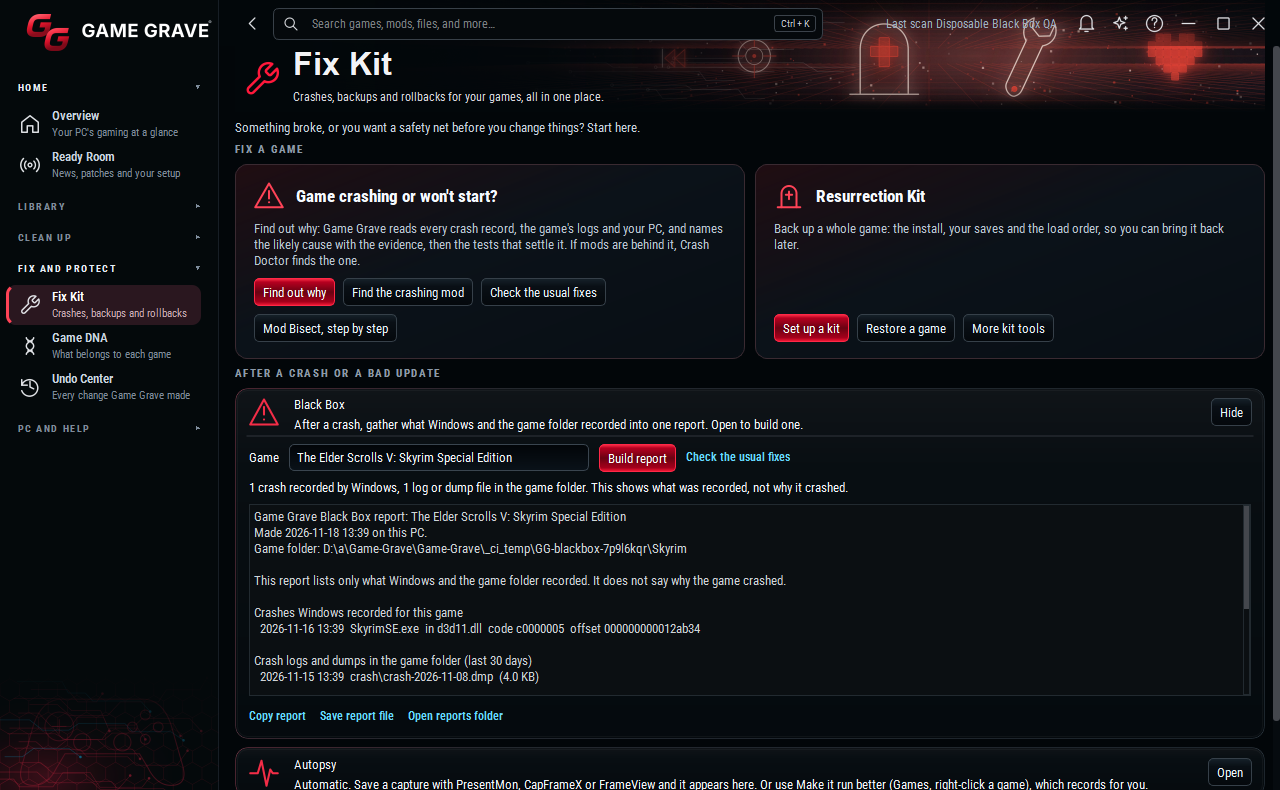 GAME GRAVE
Search games, mods, files, and more...
Ctrl + K
Last scan Disposable Black Box QA
HOME
Overview
Your PC's gaming at a glance
Ready Room
News, patches and your setup
LIBRARY
CLEAN UP
FIX AND PROTECT
Fix Kit
Crashes, backups and rollbacks
Game DNA
What belongs to each game
Undo Center
Every change Game Grave made
PC AND HELP
Fix Kit
Crashes, backups and rollbacks for your games, all in one place.
Something broke, or you want a safety net before you change things? Start here.
FIX A GAME
Game crashing or won't start?
Find out why: Game Grave reads every crash record, the game's logs and your PC, and names
the likely cause with the evidence, then the tests that settle it. If mods are behind it, Crash
Doctor finds the one.
Find out why
Find the crashing mod
Check the usual fixes
Mod Bisect, step by step
Resurrection Kit
Back up a whole game: the install, your saves and the load order, so you can bring it back
later.
Set up a kit
Restore a game
More kit tools
AFTER A CRASH OR A BAD UPDATE
Black Box
After a crash, gather what Windows and the game folder recorded into one report. Open to build one.
Hide
Game
The Elder Scrolls V: Skyrim Special Edition
Build report
Check the usual fixes
1 crash recorded by Windows, 1 log or dump file in the game folder. This shows what was recorded, not why it crashed.
Game Grave Black Box report: The Elder Scrolls V: Skyrim Special Edition
Made 2026-11-18 13:39 on this PC.
Game folder: D:\a\Game-Grave\Game-Grave\_ci_temp\GG-blackbox-7p9l6kqr\Skyrim
This report lists only what Windows and the game folder recorded. It does not say why the game crashed.
Crashes Windows recorded for this game
2026-11-16 13:39 SkyrimSE.exe in d3d11.dll code c0000005 offset 000000000012ab34
Crash logs and dumps in the game folder (last 30 days)
2026-11-15 13:39 crash\crash-2026-11-08.dmp (4.0 KB)
Copy report
Save report file
Open reports folder
Autopsy
Automatic. Save a capture with PresentMon, CapFrameX or FrameView and it appears here. Or use Make it run better (Games, right-click a game), which records for you.
Open